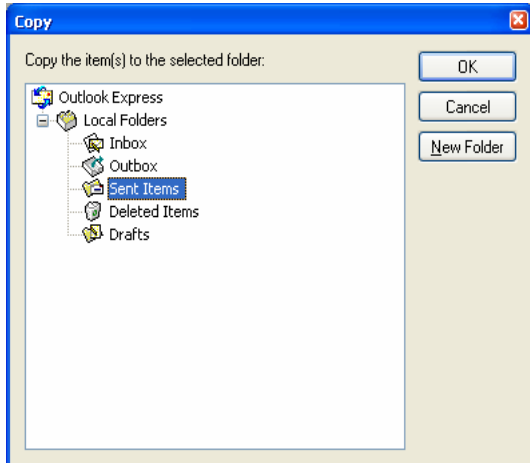 Copy
Copy the item(s) to the selected folder:
OK
Cancel
New Folder
Outlook Express
Local Folders
Inbox
Outbox
Sent Items
Deleted Items
Drafts